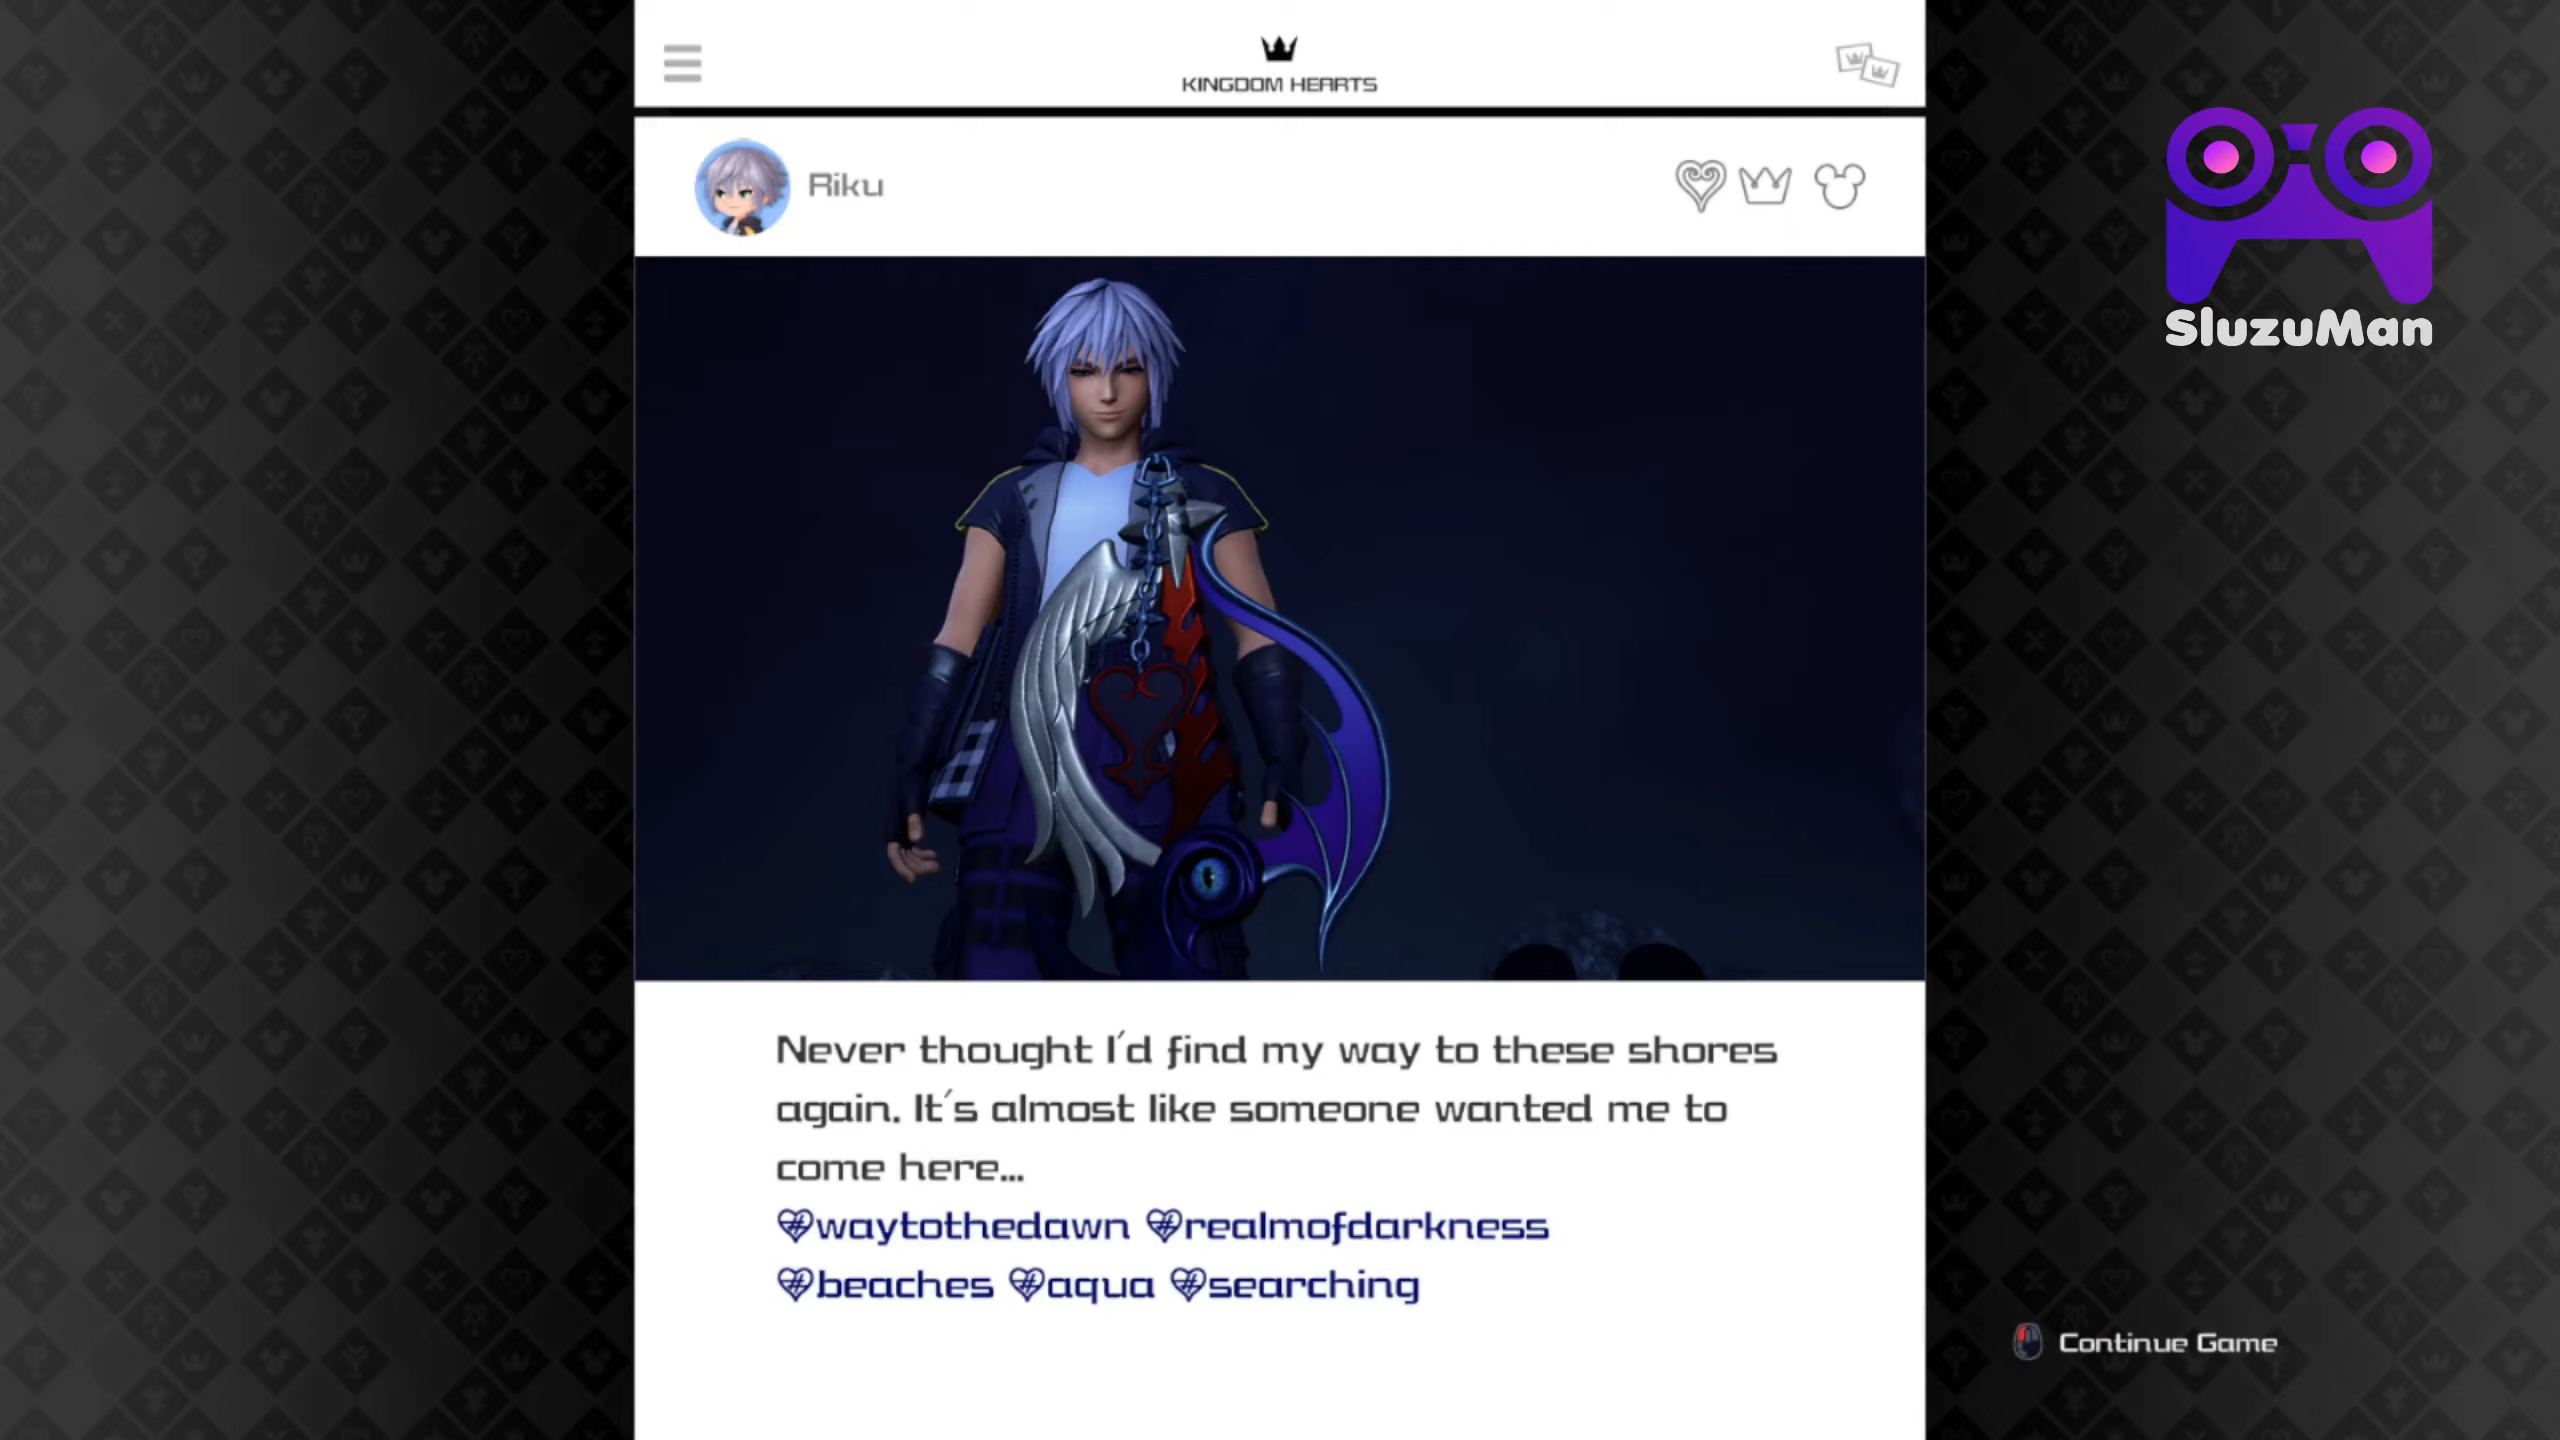 KINGDOM HEARTS
Riku
SluzuMan
Never thought I'd find my way to these shores
again. It's almost like someone wanted me to
come here...
#waytothedawn #realmofdarkness
#beaches #aqua #searching
Continue Game